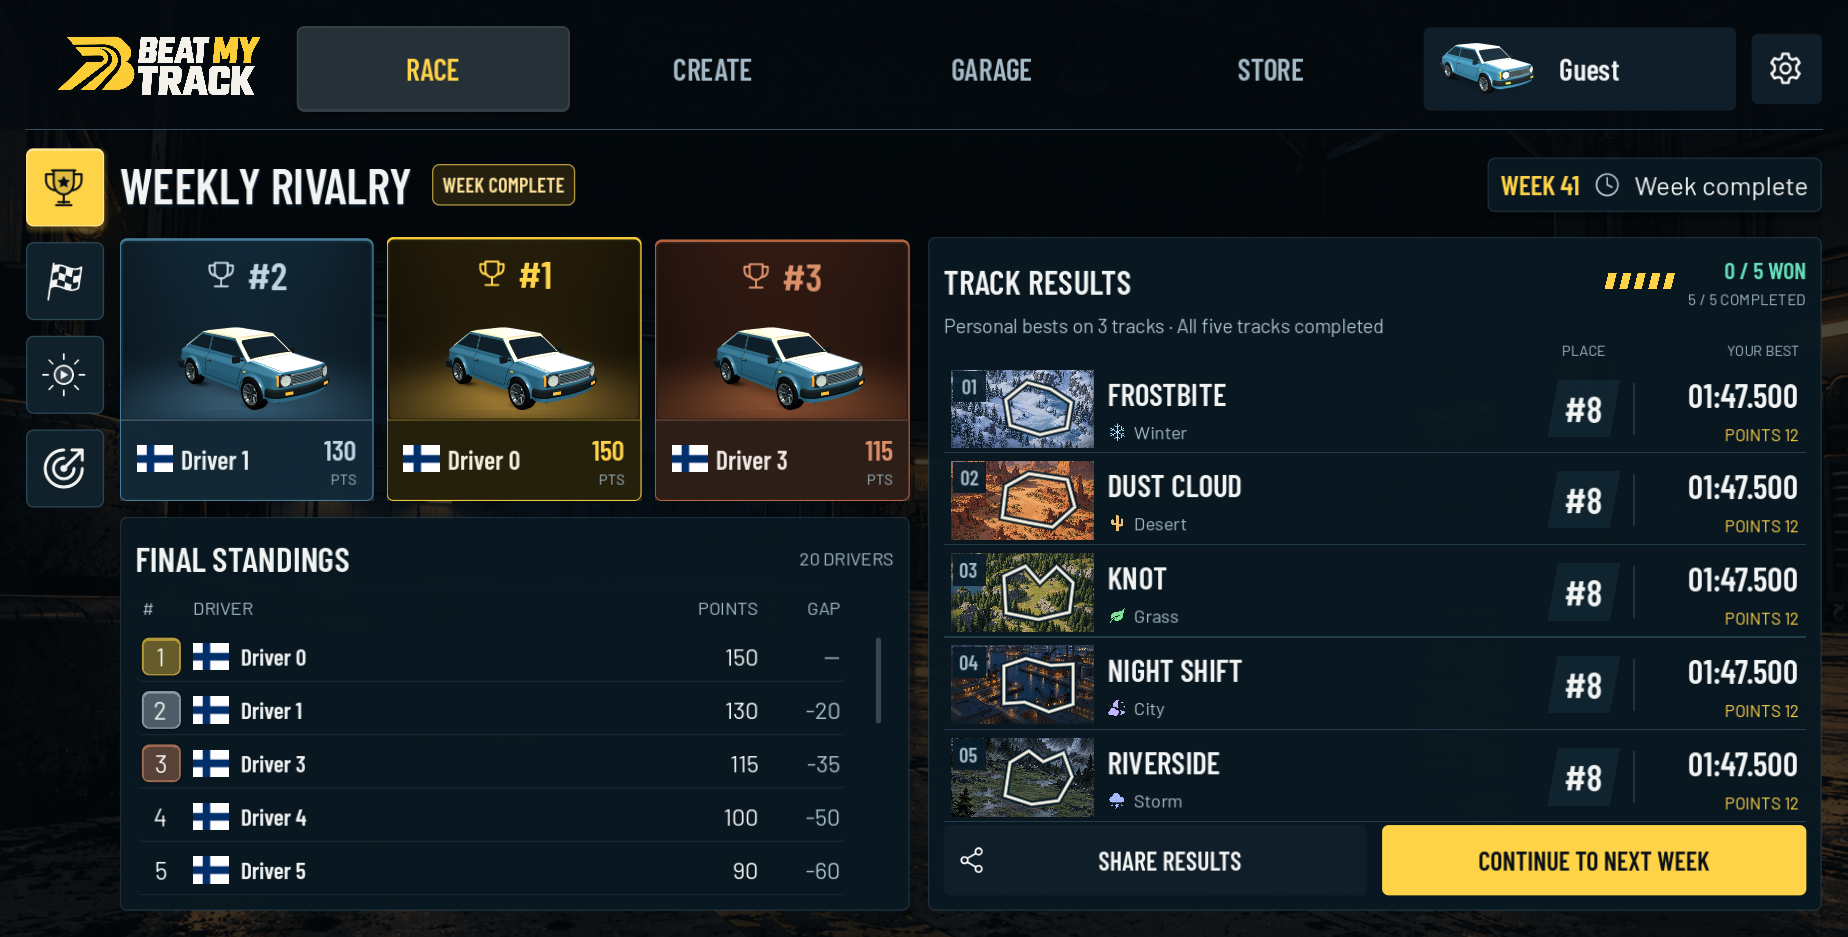 BEAT MY
TRACK
RACE
CREATE
GARAGE
STORE
Guest
WEEKLY RIVALRY
WEEK COMPLETE
WEEK 41 Week complete
#2
Driver 1
130
PTS
#1
Driver 0
150
PTS
#3
Driver 3
115
PTS
FINAL STANDINGS
20 DRIVERS
# DRIVER POINTS GAP
1 Driver 0 150 –
2 Driver 1 130 -20
3 Driver 3 115 -35
4 Driver 4 100 -50
5 Driver 5 90 -60
TRACK RESULTS
0 / 5 WON
5 / 5 COMPLETED
Personal bests on 3 tracks · All five tracks completed
PLACE YOUR BEST
01 FROSTBITE #8 01:47.500
Winter POINTS 12
02 DUST CLOUD #8 01:47.500
Desert POINTS 12
03 KNOT #8 01:47.500
Grass POINTS 12
04 NIGHT SHIFT #8 01:47.500
City POINTS 12
05 RIVERSIDE #8 01:47.500
Storm POINTS 12
SHARE RESULTS
CONTINUE TO NEXT WEEK